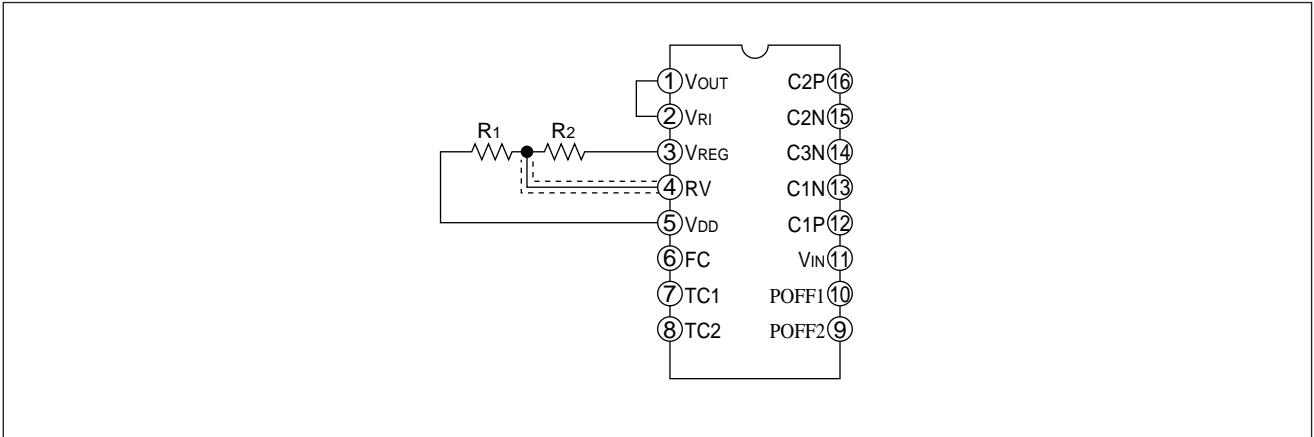 1 VOUT C2P 16
2 VRI C2N 15
R1 R2 3 VREG C3N 14
4 RV C1N 13
5 VDD C1P 12
6 FC VIN 11
7 TC1 POFF1 10
8 TC2 POFF2 9